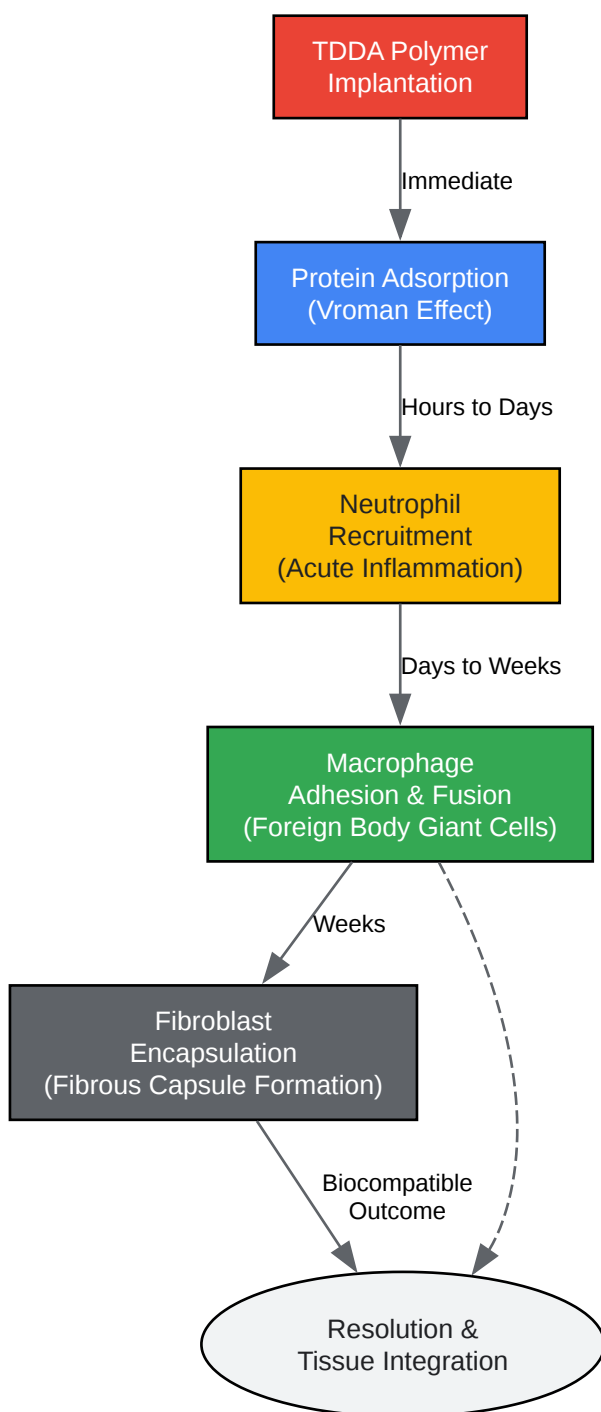 TDDA Polymer
Implantation
Immediate
Protein Adsorption
(Vroman Effect)
Hours to Days
Neutrophil
Recruitment
(Acute Inflammation)
Days to Weeks
Macrophage
Adhesion & Fusion
(Foreign Body Giant Cells)
Weeks
Fibroblast
Encapsulation
(Fibrous Capsule Formation)
Biocompatible
Outcome
Resolution &
Tissue Integration